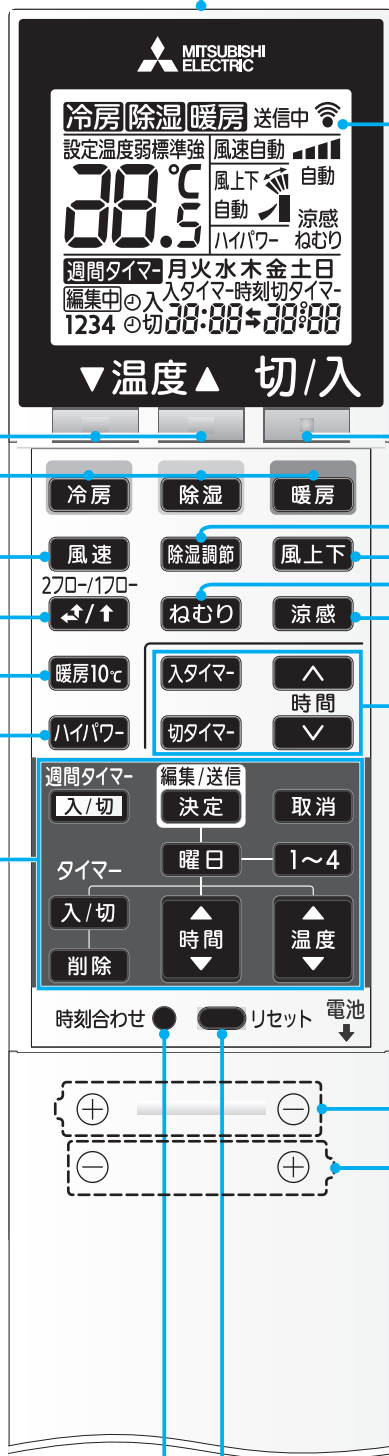 MITSUBISHI
ELECTRIC
冷房 除湿 暖房 送信中
設定温度弱標準強 風速自動
38.5℃ 風上下 自動
自動 涼感
ハイパワー ねむり
週間タイマー 月火水木金土日
編集中 入 入タイマー時刻切タイマー
1234 切 28:88 28:88
▼温度▲ 切/入
冷房 除湿 暖房
風速 除湿調節 風上下
2フロー/1フロー
/↑ ねむり 涼感
暖房10℃ 入タイマー ∧
時間
ハイパワー 切タイマー ∨
週間タイマー 編集/送信
入/切 決定 取消
曜日 1〜4
タイマー
入/切 ▲ ▲
時間 温度
削除 ▼ ▼
時刻合わせ リセット 電池
⊕ ⊖
⊖ ⊕